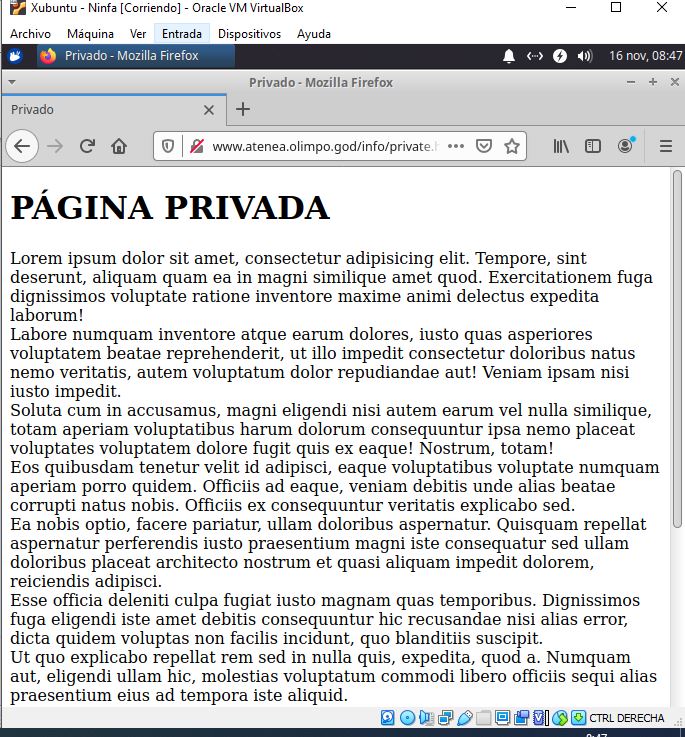 Xubuntu - Ninfa [Corriendo] - Oracle VM VirtualBox
Archivo Máquina Ver Entrada Dispositivos Ayuda
Privado - Mozilla Firefox 16 nov, 08:47
Privado - Mozilla Firefox
Privado
www.atenea.olimpo.god/info/private.h
PÁGINA PRIVADA
Lorem ipsum dolor sit amet, consectetur adipisicing elit. Tempore, sint
deserunt, aliquam quam ea in magni similique amet quod. Exercitationem fuga
dignissimos voluptate ratione inventore maxime animi delectus expedita
laborum!
Labore numquam inventore atque earum dolores, iusto quas asperiores
voluptatem beatae reprehenderit, ut illo impedit consectetur doloribus natus
nemo veritatis, autem voluptatum dolor repudiandae aut! Veniam ipsam nisi
iusto impedit.
Soluta cum in accusamus, magni eligendi nisi autem earum vel nulla similique,
totam aperiam voluptatibus harum dolorum consequuntur ipsa nemo placeat
voluptates voluptatem dolore fugit quis ex eaque! Nostrum, totam!
Eos quibusdam tenetur velit id adipisci, eaque voluptatibus voluptate numquam
aperiam porro quidem. Officiis ad eaque, veniam debitis unde alias beatae
corrupti natus nobis. Officiis ex consequuntur veritatis explicabo sed.
Ea nobis optio, facere pariatur, ullam doloribus aspernatur. Quisquam repellat
aspernatur perferendis iusto praesentium magni iste consequatur sed ullam
doloribus placeat architecto nostrum et quasi aliquam impedit dolorem,
reiciendis adipisci.
Esse officia deleniti culpa fugiat iusto magnam quas temporibus. Dignissimos
fuga eligendi iste amet debitis consequuntur hic recusandae nisi alias error,
dicta quidem voluptas non facilis incidunt, quo blanditiis suscipit.
Ut quo explicabo repellat rem sed in nulla quis, expedita, quod a. Numquam
aut, eligendi ullam hic, molestias voluptatum commodi libero officiis sequi alias
praesentium eius ad tempora iste aliquid.
CTRL DERECHA